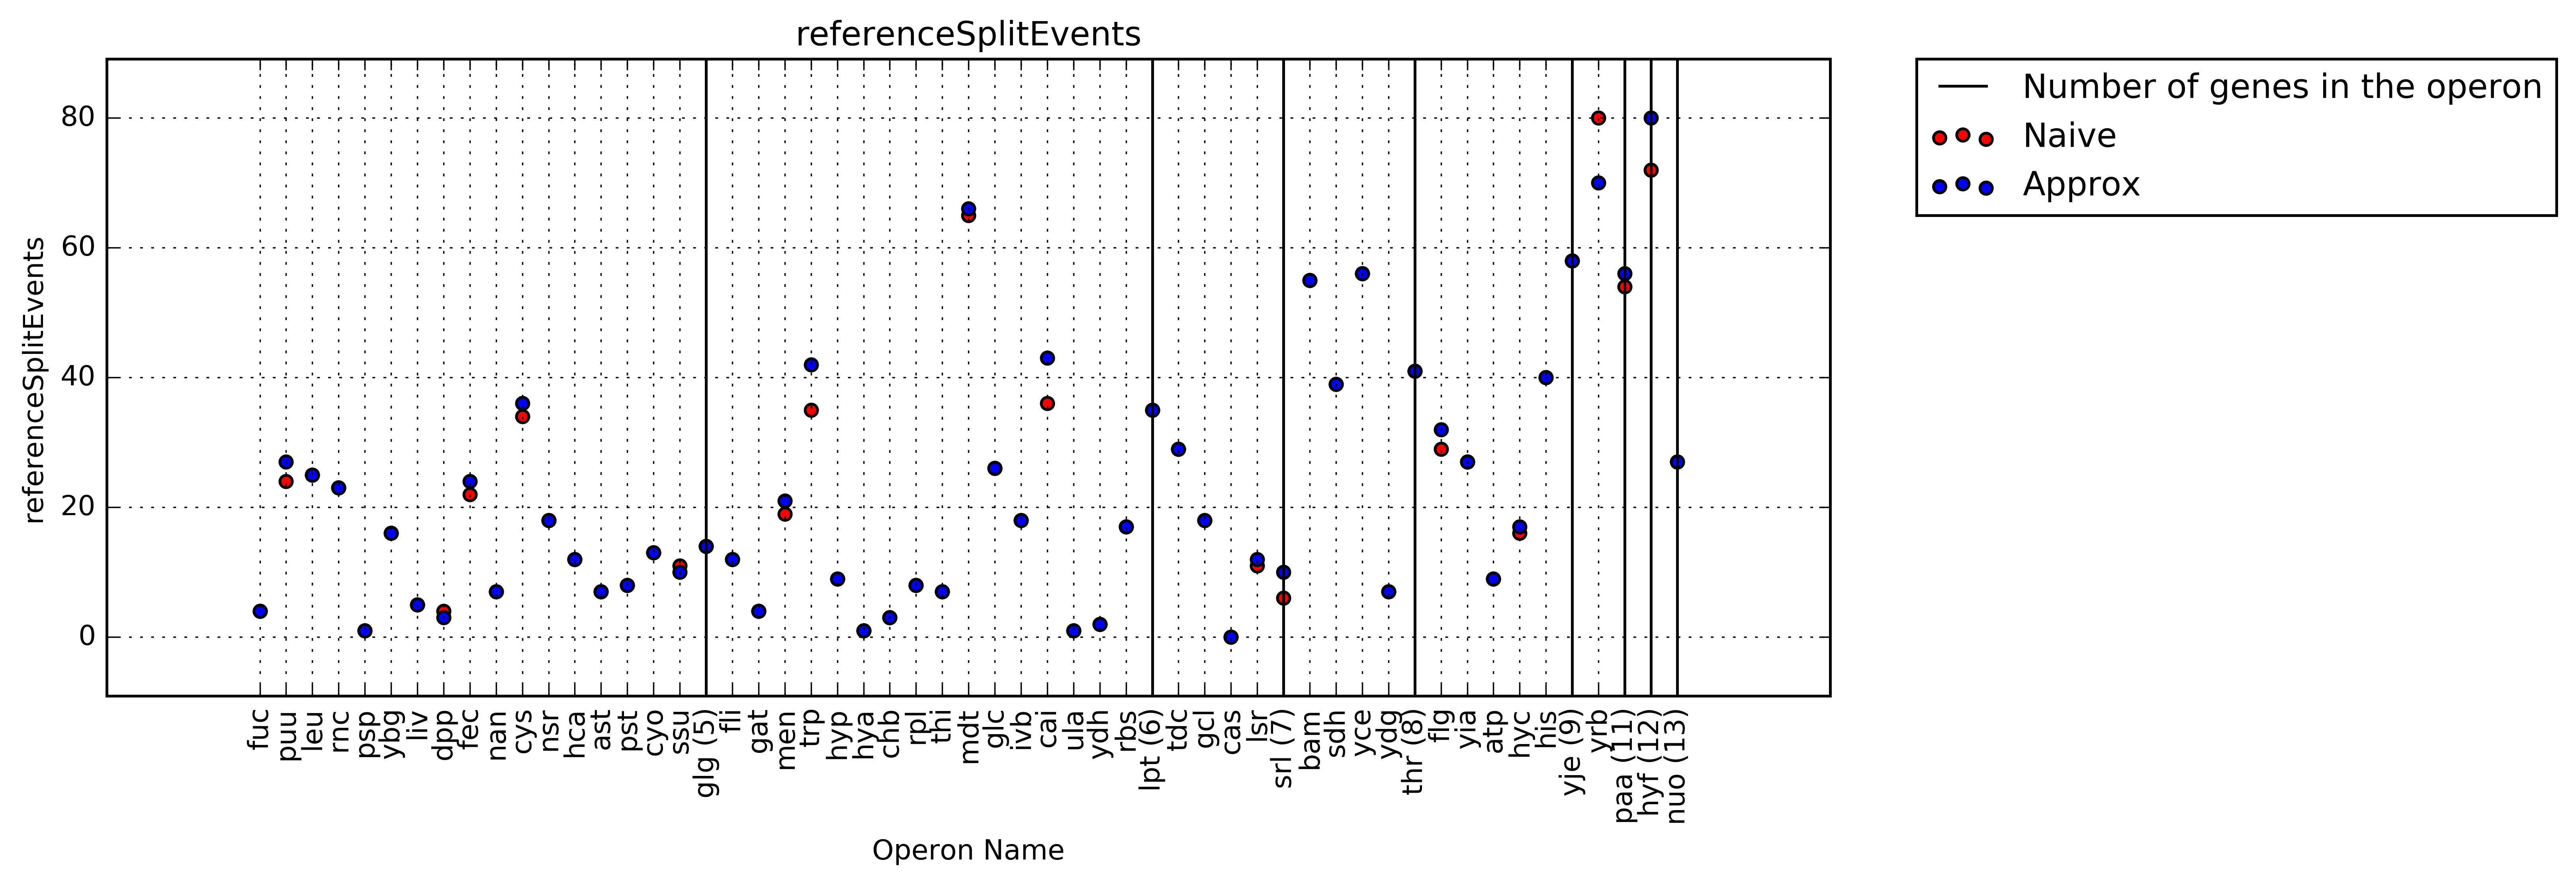 referenceSplitEvents
Number of genes in the operon
Naive
Approx
referenceSplitEvents
80
60
40
20
0
fuc
puu
leu
rnc
psp
ybg
liv
dpp
fec
nan
cys
nsr
hca
ast
pst
cyo
ssu
glg (5)
fli
gat
men
trp
hyp
hya
chb
rpl
thi
mdt
glc
ivb
cai
ula
ydh
rbs
lpt (6)
tdc
gcl
cas
lsr
srl (7)
bam
sdh
yce
ydg
thr (8)
flg
yia
atp
hyc
his
yje (9)
yrb
paa (11)
hyf (12)
nuo (13)
Operon Name